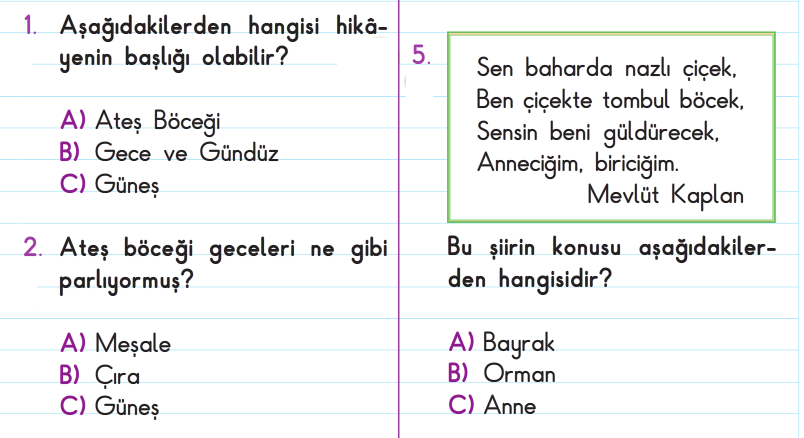 1. Aşağıdakilerden hangisi hikâ-
yenin başlığı olabilir?
A) Ateş Böceği
B) Gece ve Gündüz
C) Güneş
2. Ateş böceği geceleri ne gibi
parlıyormuş?
A) Meşale
B) Çıra
C) Güneş
5.
Sen baharda nazlı çiçek,
Ben çiçekte tombul böcek,
Sensin beni güldürecek,
Anneciğim, biriciğim.
Mevlüt Kaplan
Bu şiirin konusu aşağıdakiler-
den hangisidir?
A) Bayrak
B) Orman
C) Anne